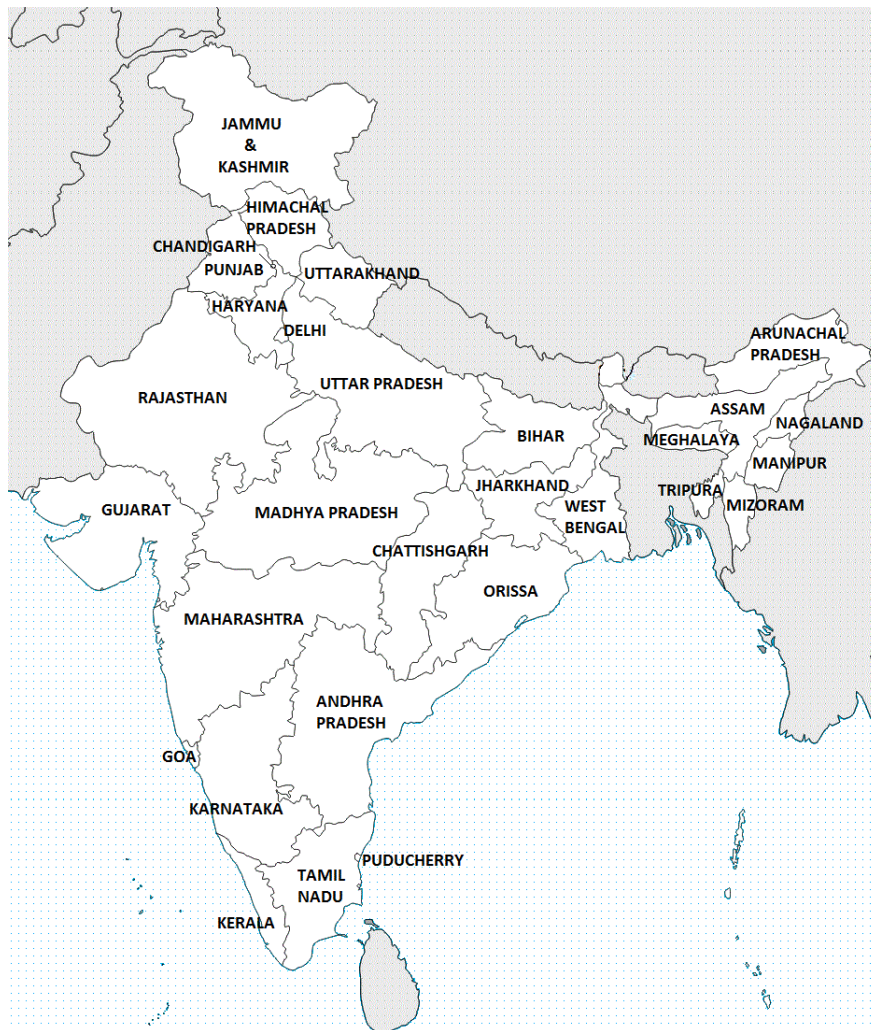 JAMMU
&
KASHMIR
HIMACHAL
PRADESH
CHANDIGARH
PUNJAB
UTTARAKHAND
HARYANA
DELHI
ARUNACHAL
PRADESH
RAJASTHAN
UTTAR PRADESH
ASSAM
NAGALAND
BIHAR
MEGHALAYA
MANIPUR
JHARKHAND
TRIPURA
GUJARAT
MADHYA PRADESH
WEST
BENGAL
MIZORAM
CHATTISHGARH
ORISSA
MAHARASHTRA
ANDHRA
PRADESH
GOA
KARNATAKA
PUDUCHERRY
TAMIL
NADU
KERALA